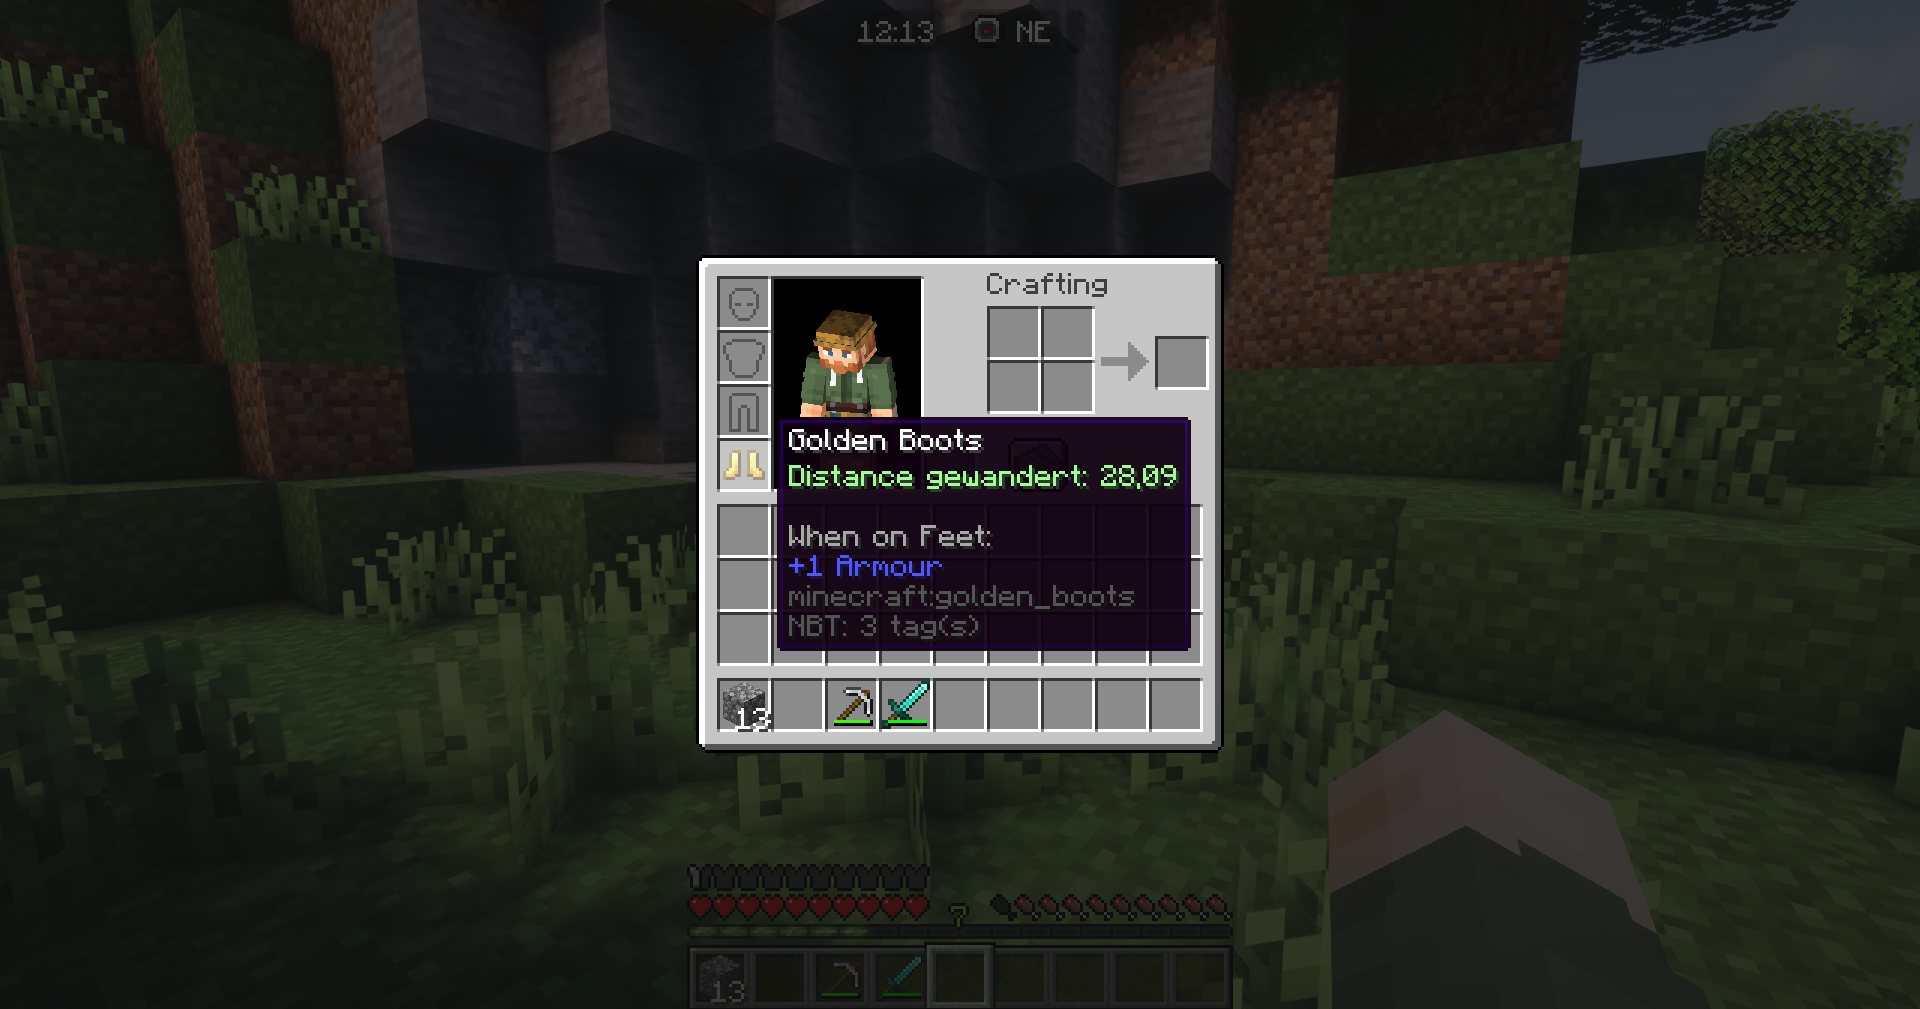 12:13 NE
Crafting
Golden Boots
Distance gewandert: 28,09
When on Feet:
+1 Armour
minecraft:golden_boots
NBT: 3 tag(s)
13
7
13